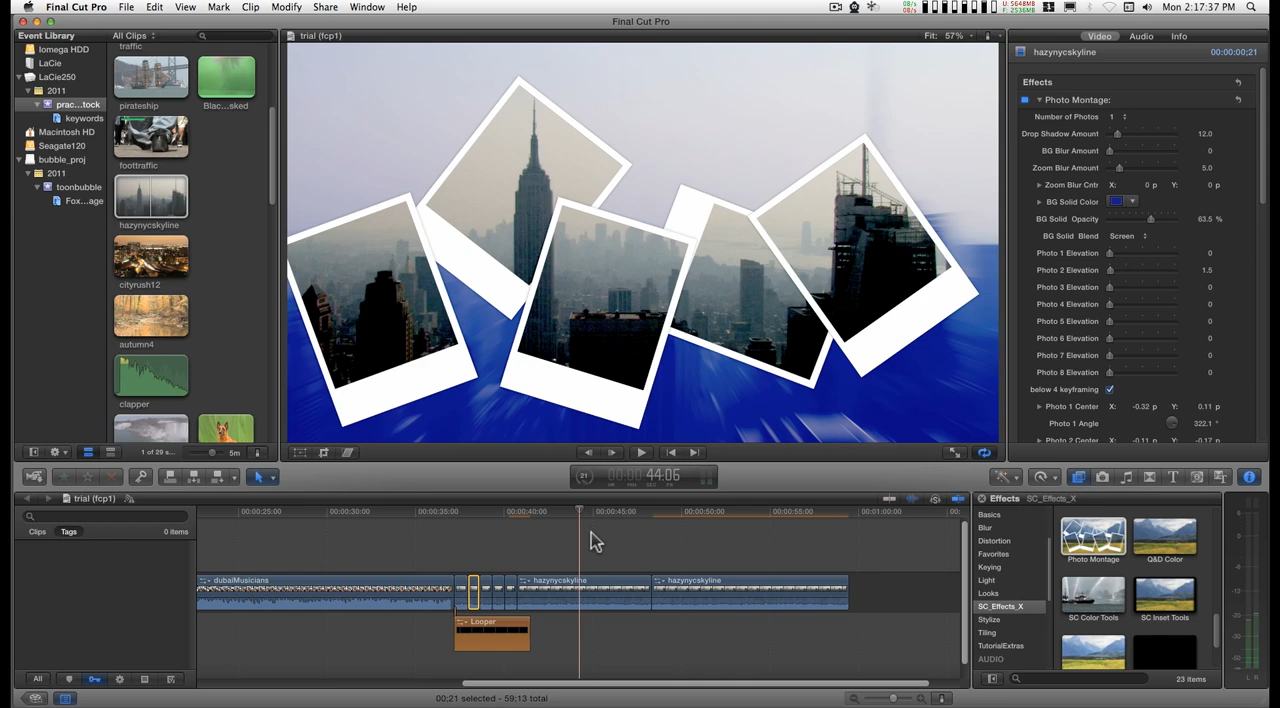 Final Cut Pro File Edit View Mark Clip Modify Share Window Help
Mon 2:17:37 PM
Final Cut Pro
Event Library All Clips trial (fcp1) Fit: 57% Video Audio Info
Iomega HDD
LaCie
LaCie250
2011
prac...tock
keywords
Macintosh HD
Seagate120
bubble_proj
2011
toonbubble
Fox...age
traffic
pirateship Blac...sked
foottraffic
hazynycskyline
cityrush12
autumn4
clapper
1 of 29 s... 5m
hazynycskyline 00:00:00;21
Effects
Photo Montage:
Number of Photos 1
Drop Shadow Amount 12.0
BG Blur Amount 0
Zoom Blur Amount 5.0
Zoom Blur Cntr X: 0 p Y: 0 p
BG Solid Color
BG Solid Opacity 63.5 %
BG Solid Blend Screen
Photo 1 Elevation 0
Photo 2 Elevation 1.5
Photo 3 Elevation 0
Photo 4 Elevation 0
Photo 5 Elevation 0
Photo 6 Elevation 0
Photo 7 Elevation 0
Photo 8 Elevation 0
below 4 keyframing
Photo 1 Center X: -0.32 p Y: 0.11 p
Photo 1 Angle 322.1 °
Photo 2 Center X: -0.11 p Y: -0.17 p
21 00:00:44:06
trial (fcp1)
Clips Tags 0 items
00:00:25:00 00:00:30:00 00:00:35:00 00:00:40:00 00:00:45:00 00:00:50:00 00:00:55:00 00:01:00:00
dubaiMusicians hazynycskyline hazynycskyline
Looper
All
00:21 selected - 59:13 total
Effects SC_Effects_X
Basics
Blur
Distortion
Favorites
Keying
Light
Looks
SC_Effects_X
Stylize
Tiling
TutorialExtras
AUDIO
Photo Montage Q&D Color
SC Color Tools SC Inset Tools
23 items